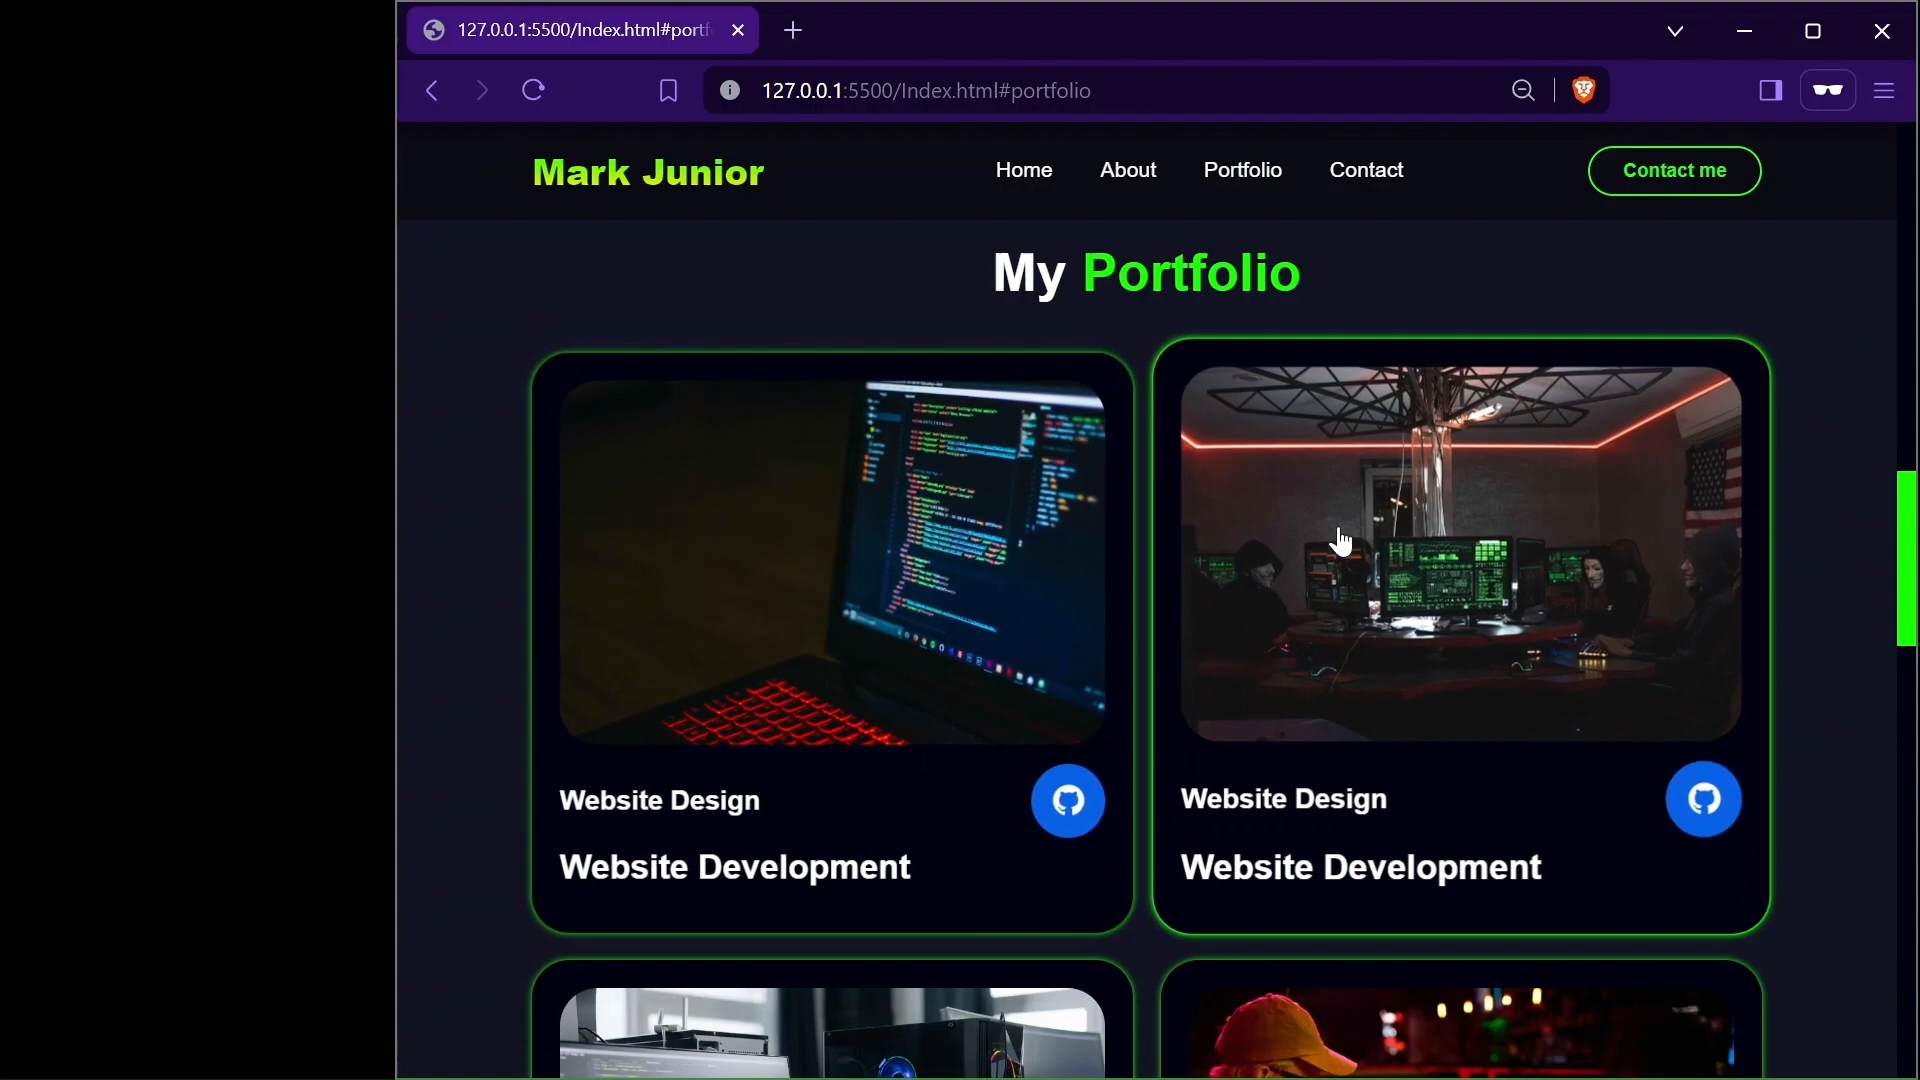 127.0.0.1:5500/Index.html#portf
127.0.0.1:5500/Index.html#portfolio
Mark Junior
Home
About
Portfolio
Contact
Contact me
My Portfolio
Website Design
Website Development
Website Design
Website Development